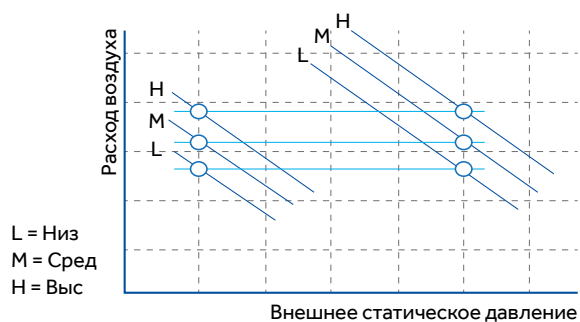 Расход воздуха
H
M
L
H
M
L
L = Низ
M = Сред
H = Выс
Внешнее статическое давление